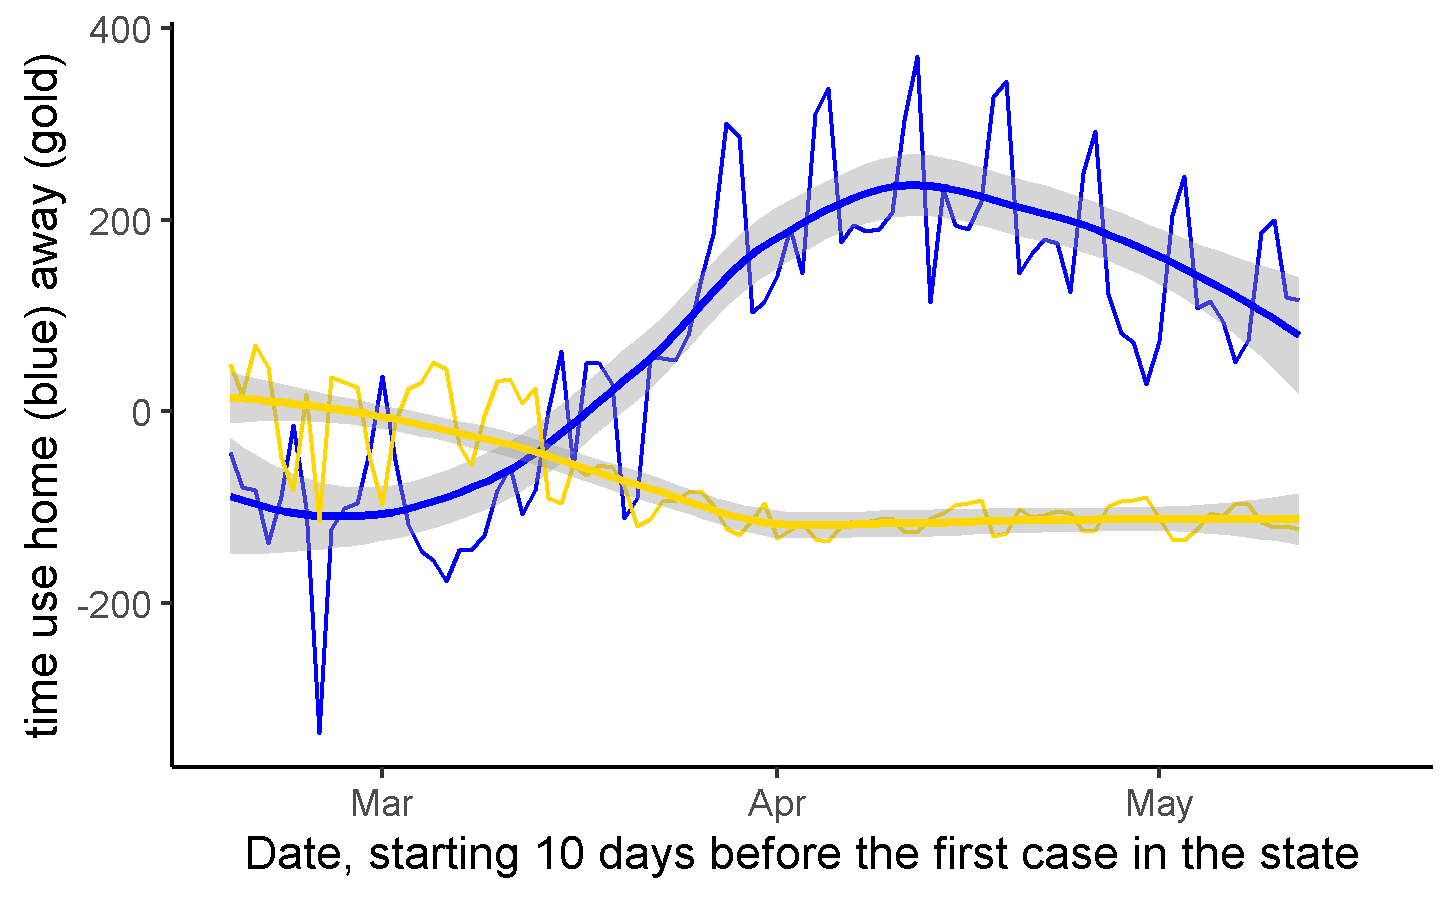 time use home (blue) away (gold)
400
200
0
-200
Mar
Apr
May
Date, starting 10 days before the first case in the state